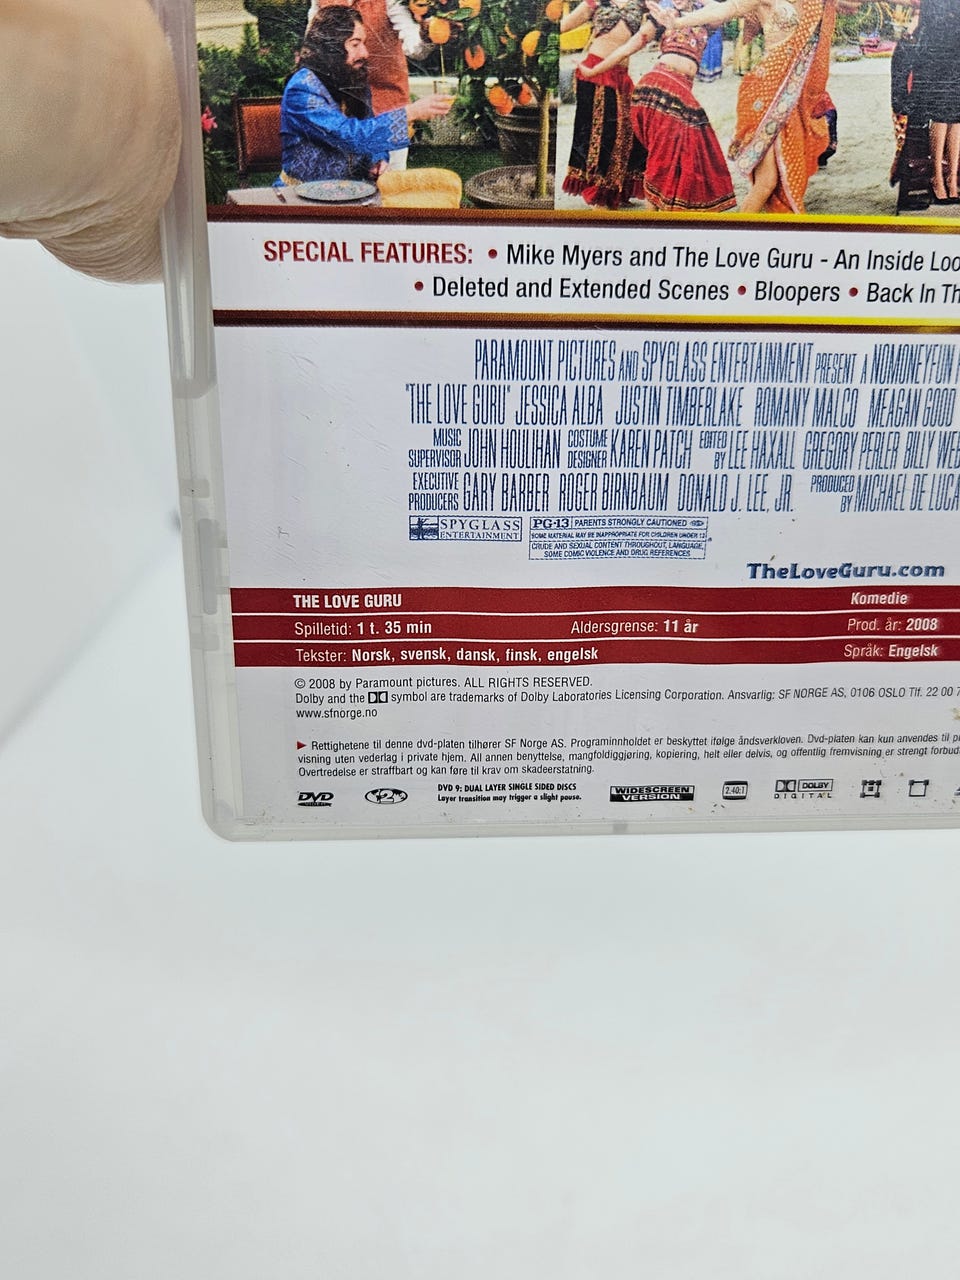 SPECIAL FEATURES: • Mike Myers and The Love Guru - An Inside Loo
• Deleted and Extended Scenes • Bloopers • Back In Th
PARAMOUNT PICTURES AND SPYGLASS ENTERTAINMENT PRESENT A NOMONEYFUN
"THE LOVE GURU" JESSICA ALBA JUSTIN TIMBERLAKE ROMANY MALCO MEAGAN GOOD
MUSIC SUPERVISOR JOHN HOULIHAN COSTUME DESIGNER KAREN PATCH EDITED BY LEE HAXALL GREGORY PERLER BILLY WEB
EXECUTIVE PRODUCERS GARY BARBER ROGER BIRNBAUM DONALD J. LEE, JR. PRODUCED BY MICHAEL DE LUCA
SPYGLASS ENTERTAINMENT
PG-13 PARENTS STRONGLY CAUTIONED
SOME MATERIAL MAY BE INAPPROPRIATE FOR CHILDREN UNDER 13
CRUDE AND SEXUAL CONTENT THROUGHOUT, LANGUAGE,
SOME COMIC VIOLENCE AND DRUG REFERENCES
TheLoveGuru.com
THE LOVE GURU Komedie
Spilletid: 1 t. 35 min Aldersgrense: 11 år Prod. år: 2008
Tekster: Norsk, svensk, dansk, finsk, engelsk Språk: Engelsk
© 2008 by Paramount pictures. ALL RIGHTS RESERVED.
Dolby and the symbol are trademarks of Dolby Laboratories Licensing Corporation. Ansvarlig: SF NORGE AS, 0106 OSLO Tlf. 22 00 7
www.sfnorge.no
► Rettighetene til denne dvd-platen tilhører SF Norge AS. Programinnholdet er beskyttet ifølge åndsverkloven. Dvd-platen kan kun anvendes til p
visning uten vederlag i private hjem. All annen benyttelse, mangfoldiggjøring, kopiering, helt eller delvis, og offentlig fremvisning er strengt forbud
Overtredelse er straffbart og kan føre til krav om skadeerstatning.
DVD VIDEO
2
DVD 9: DUAL LAYER SINGLE SIDED DISCS
Layer transition may trigger a slight pause.
WIDESCREEN VERSION
2.40:1
DOLBY DIGITAL